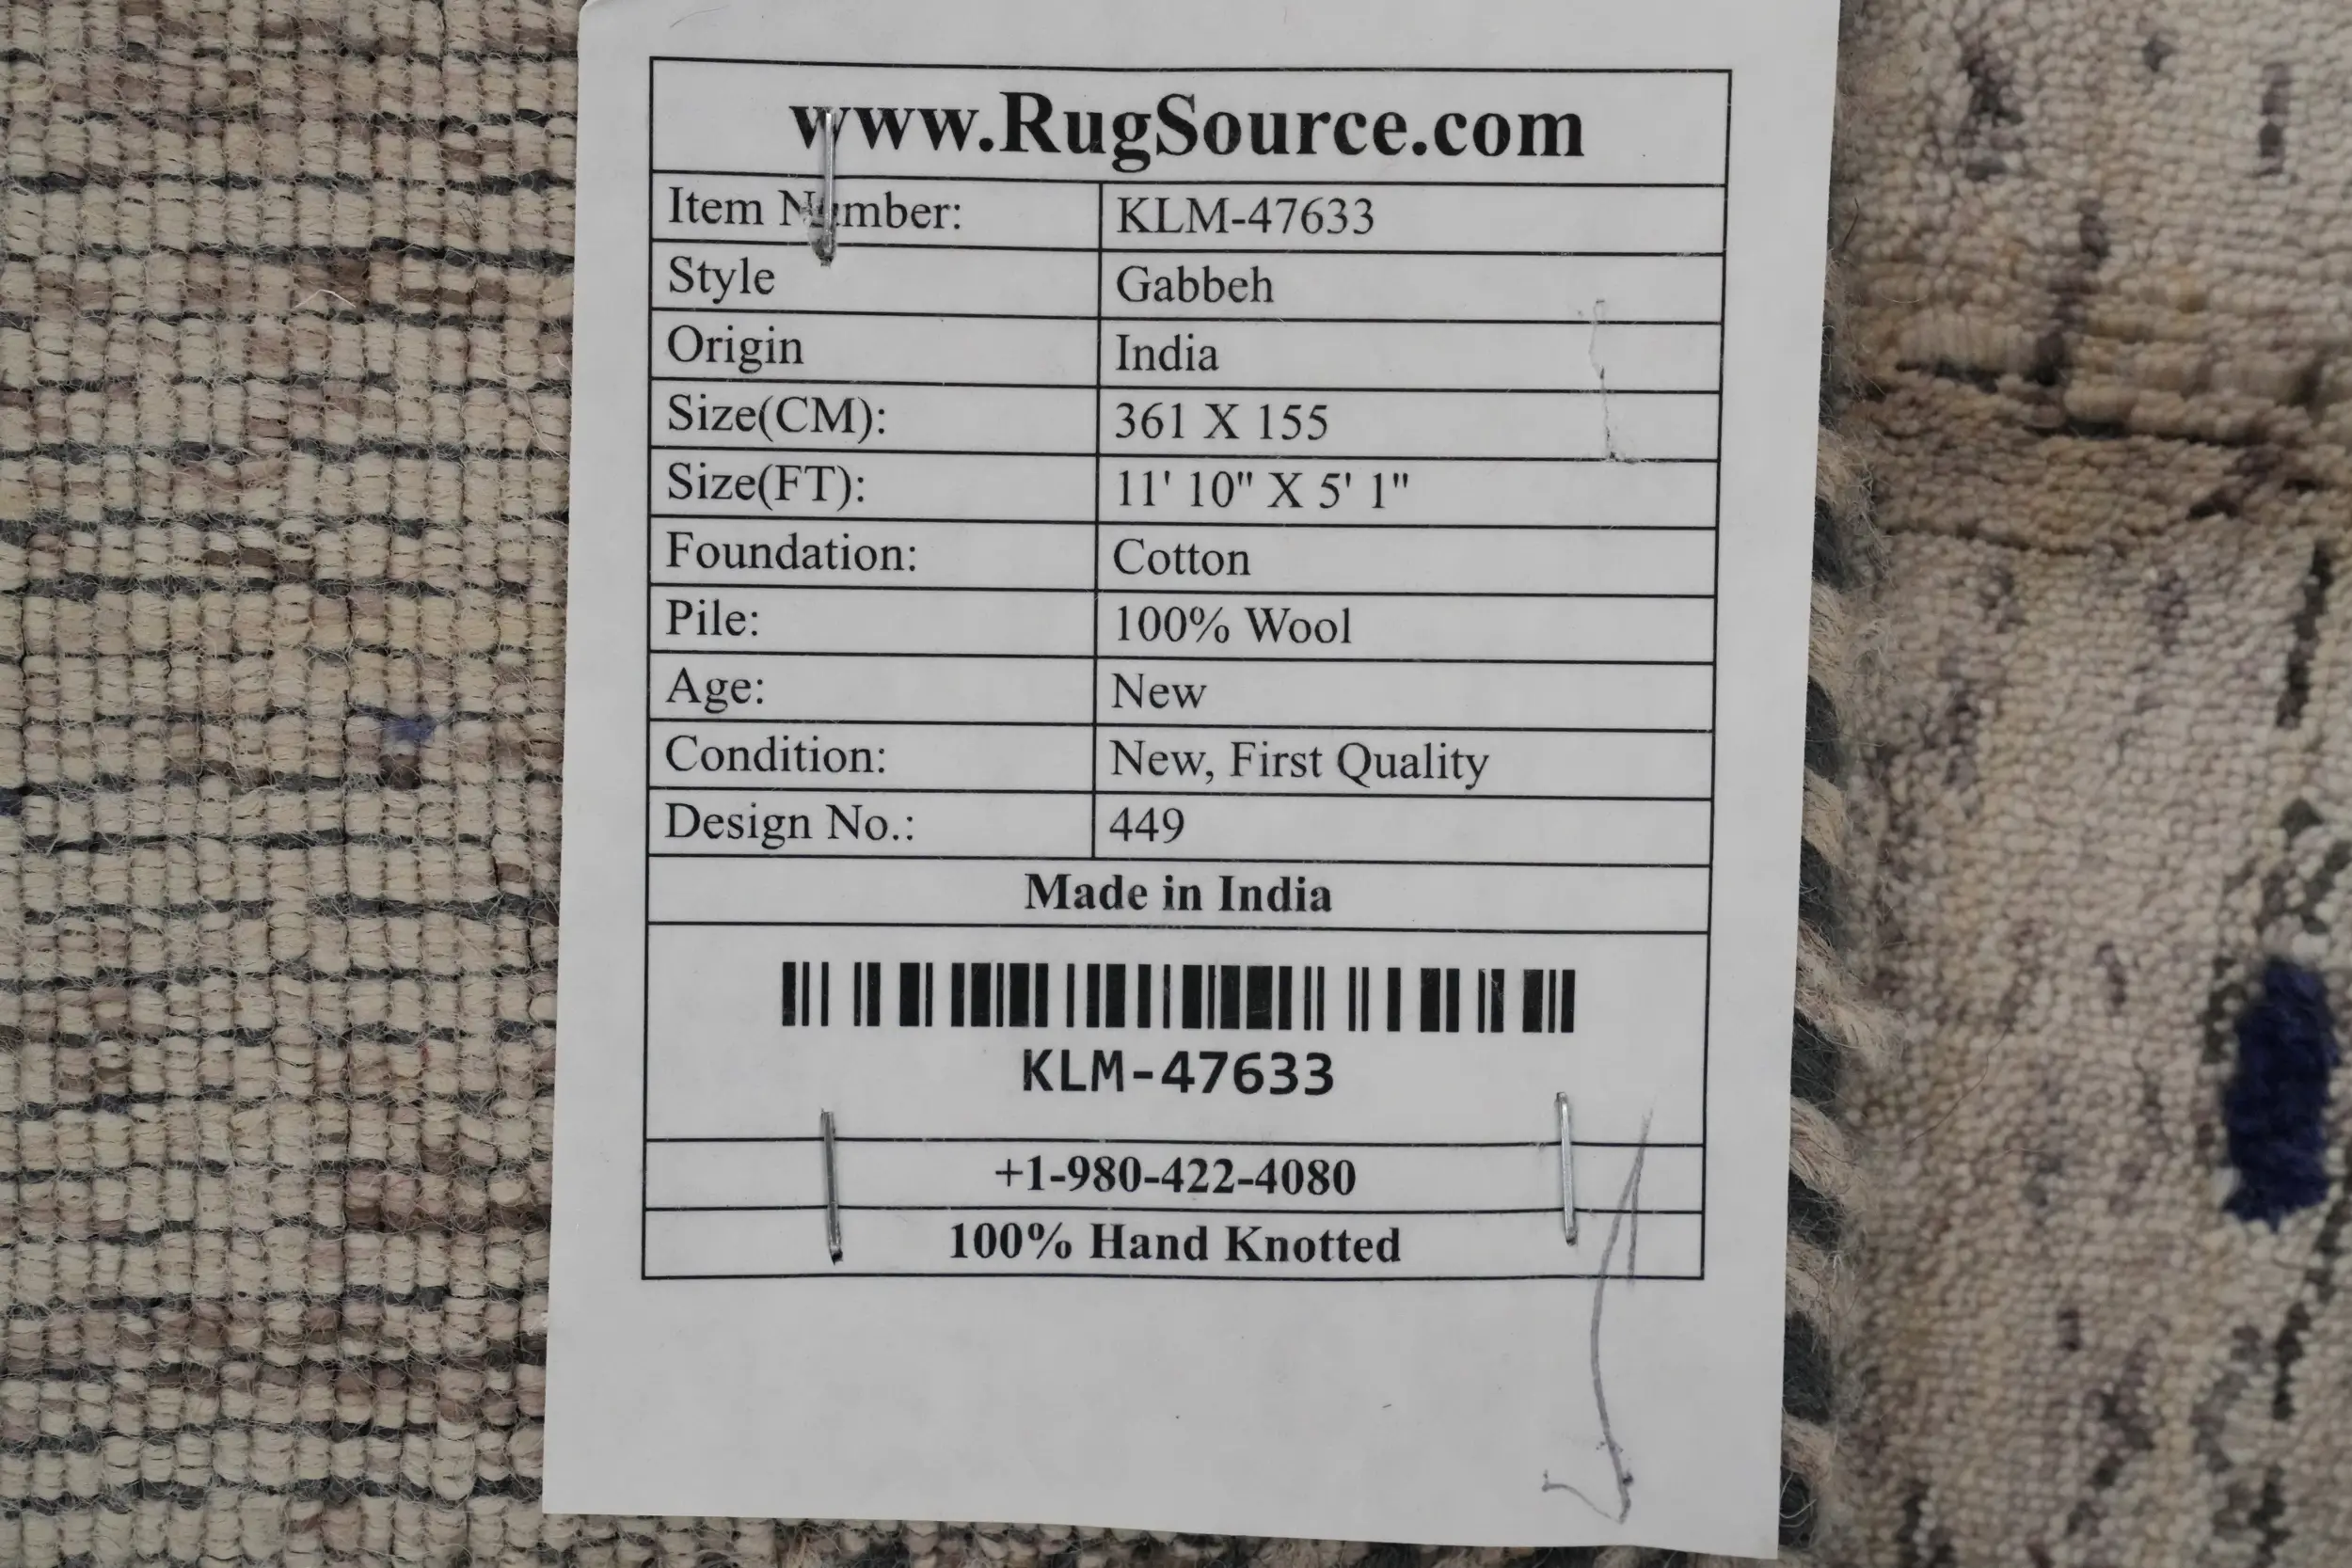 www.RugSource.com
Item Number: KLM-47633
Style Gabbeh
Origin India
Size(CM): 361 X 155
Size(FT): 11' 10" X 5' 1"
Foundation: Cotton
Pile: 100% Wool
Age: New
Condition: New, First Quality
Design No.: 449
Made in India
KLM-47633
+1-980-422-4080
100% Hand Knotted